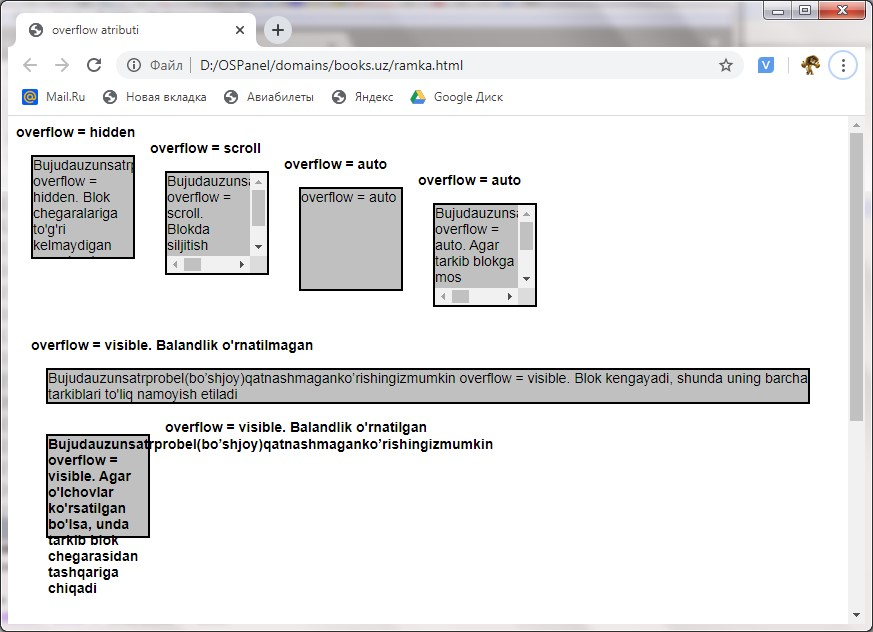 overflow atributi
Файл
D:/OSPanel/domains/books.uz/ramka.html
Mail.Ru
Новая вкладка
Авиабилеты
Яндекс
Google Диск
overflow = hidden
Bujudauzunsatrp
overflow =
hidden. Blok
chegaralariga
to'g'ri
kelmaydigan
overflow = scroll
Bujudauzunsa
overflow =
scroll.
Blokda
siljitish
overflow = auto
overflow = auto
overflow = auto
Bujudauzunsa
overflow =
auto. Agar
tarkib blokga
mos
overflow = visible. Balandlik o'rnatilmagan
Bujudauzunsatrprobel(bo’shjoy)qatnashmaganko’rishingizmumkin overflow = visible. Blok kengayadi, shunda uning barcha
tarkiblari to'liq namoyish etiladi
overflow = visible. Balandlik o'rnatilgan
Bujudauzunsatrprobel(bo’shjoy)qatnashmaganko’rishingizmumkin
overflow =
visible. Agar
o'lchovlar
ko'rsatilgan
bo'lsa, unda
tarkib blok
chegarasidan
tashqariga
chiqadi